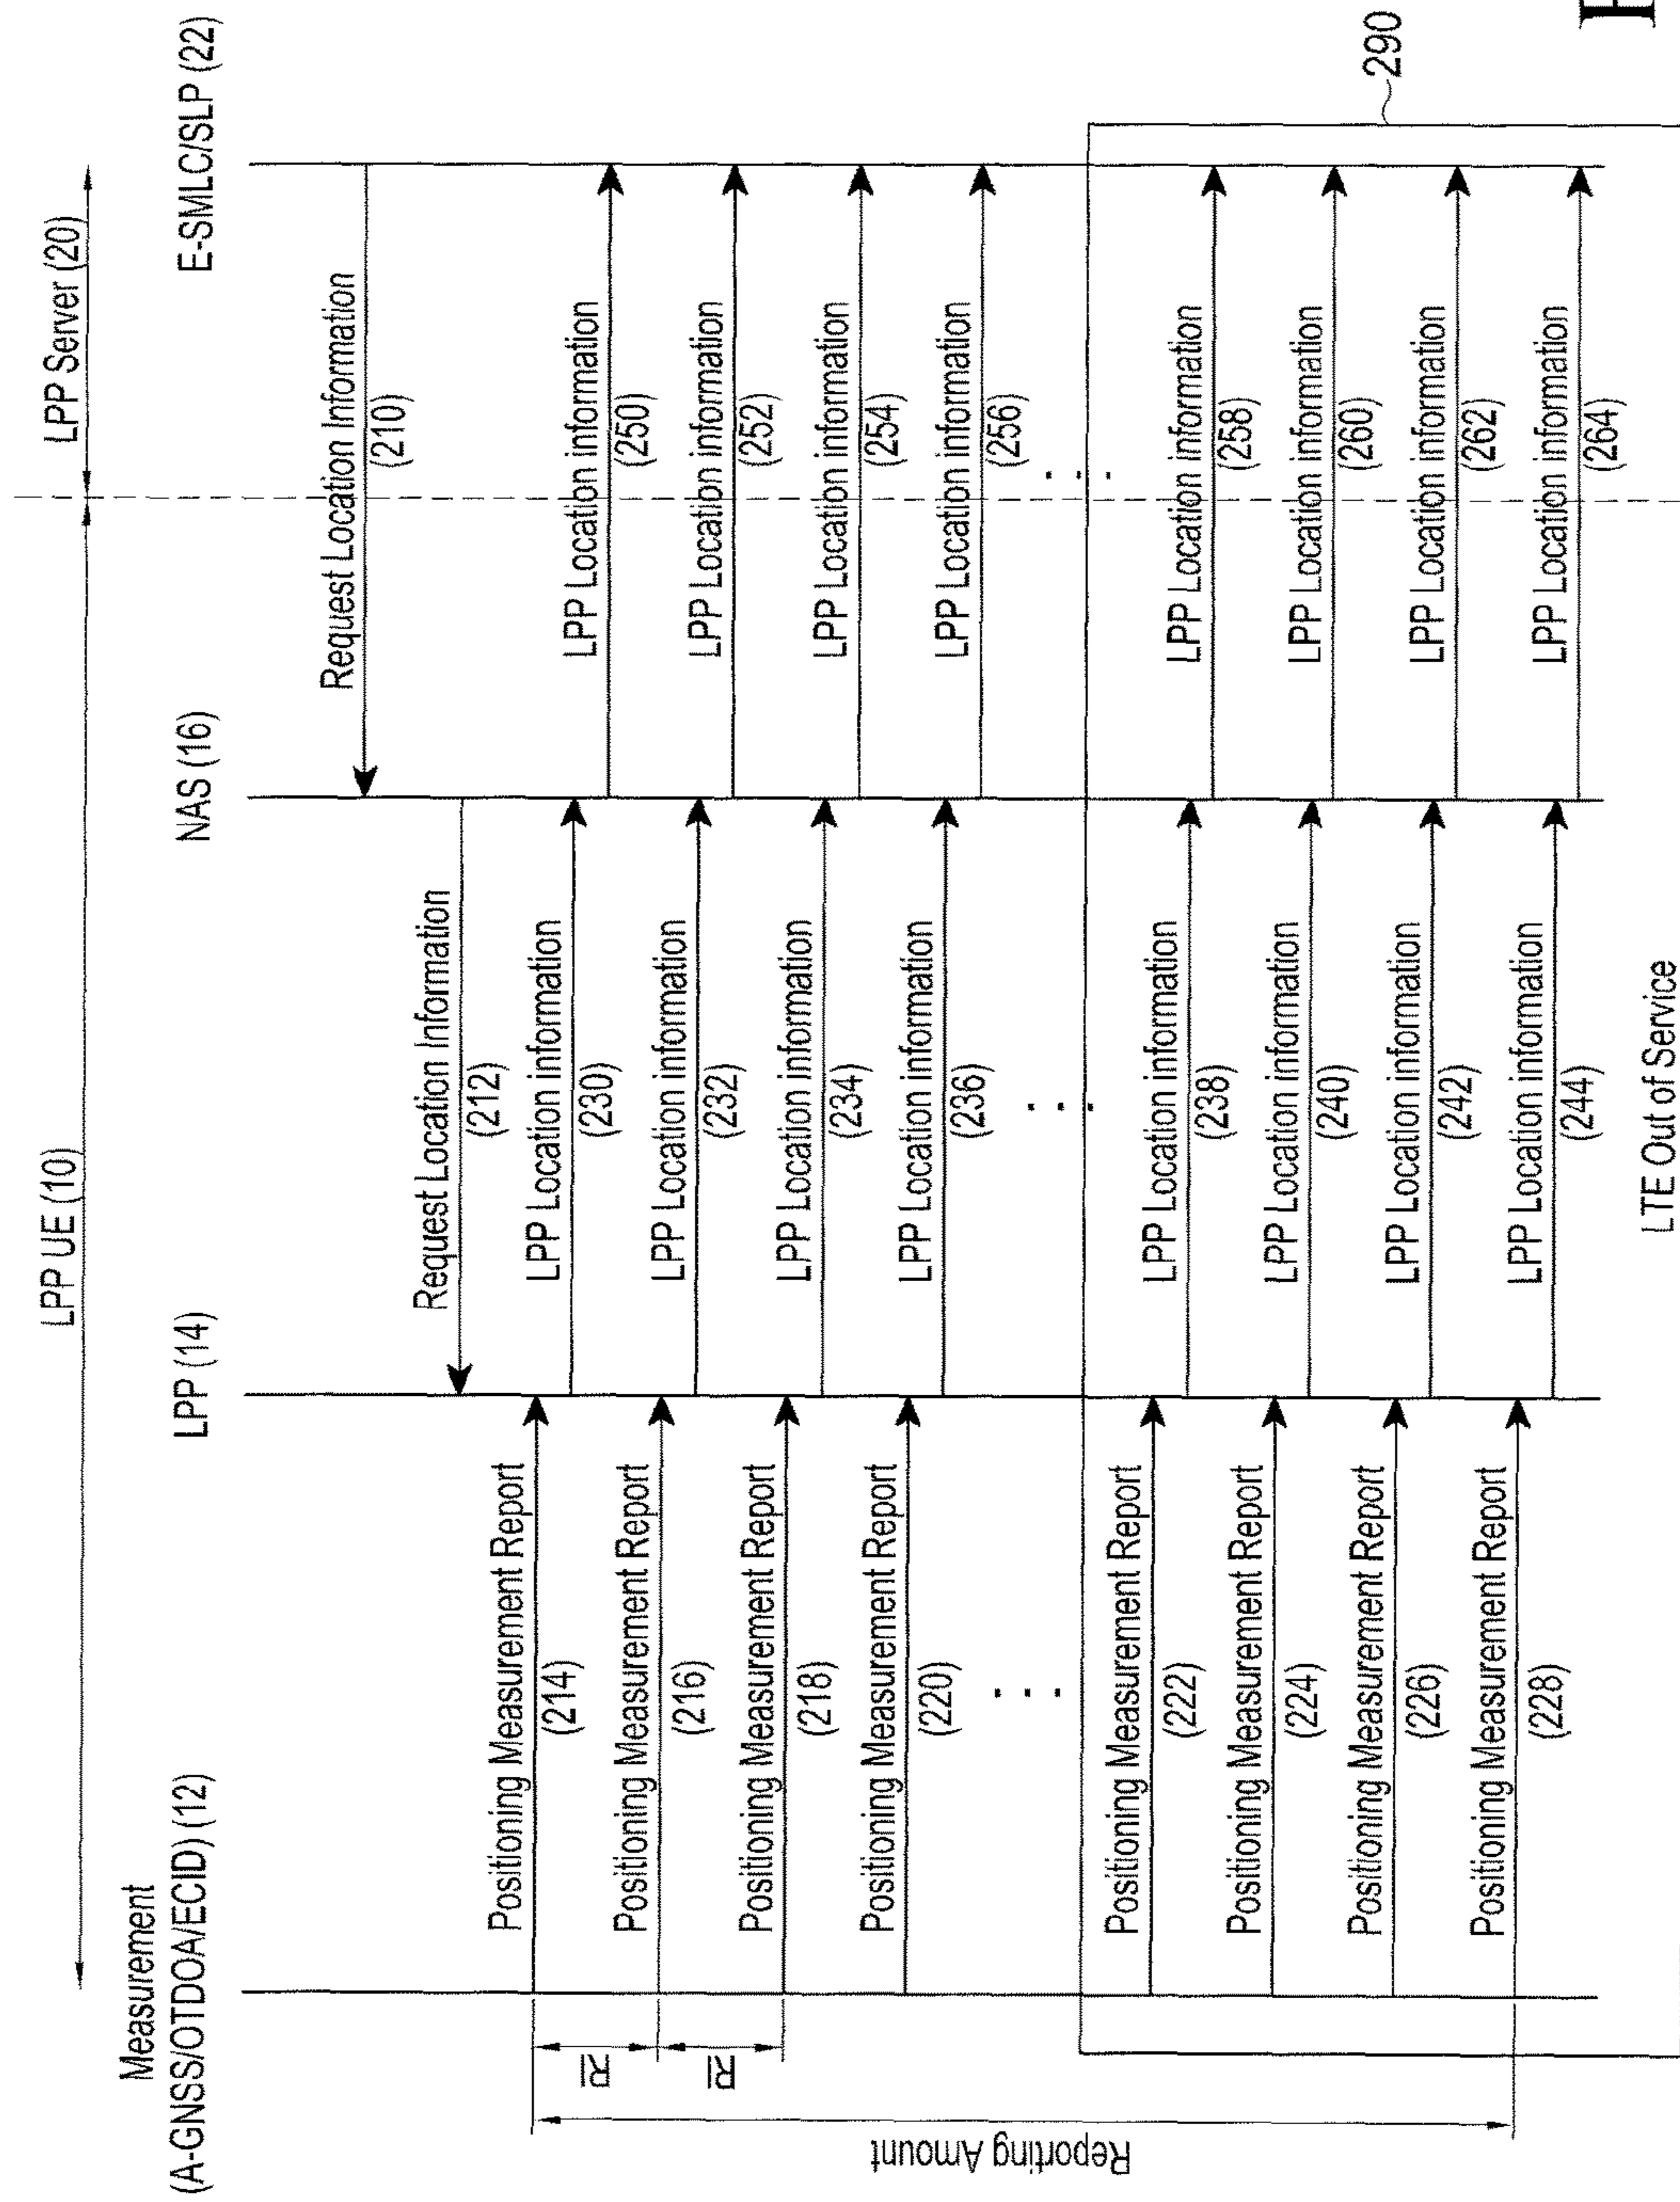 LPP UE (10)
LPP Server (20)
Measurement
(A-GNSS/OTDOA/ECID) (12)
LPP (14)
NAS (16)
E-SMLC/SLP (22)
Request Location Information
(210)
Request Location Information
(212)
Positioning Measurement Report
(214)
LPP Location information
(230)
LPP Location information
(250)
Positioning Measurement Report
(216)
LPP Location information
(232)
LPP Location information
(252)
Positioning Measurement Report
(218)
LPP Location information
(234)
LPP Location information
(254)
Positioning Measurement Report
(220)
LPP Location information
(236)
LPP Location information
(256)
. . .
. . .
. . .
Positioning Measurement Report
(222)
LPP Location information
(238)
LPP Location information
(258)
Positioning Measurement Report
(224)
LPP Location information
(240)
LPP Location information
(260)
Positioning Measurement Report
(226)
LPP Location information
(242)
LPP Location information
(262)
Positioning Measurement Report
(228)
LPP Location information
(244)
LPP Location information
(264)
RI
RI
Reporting Amount
290
LTE Out of Service